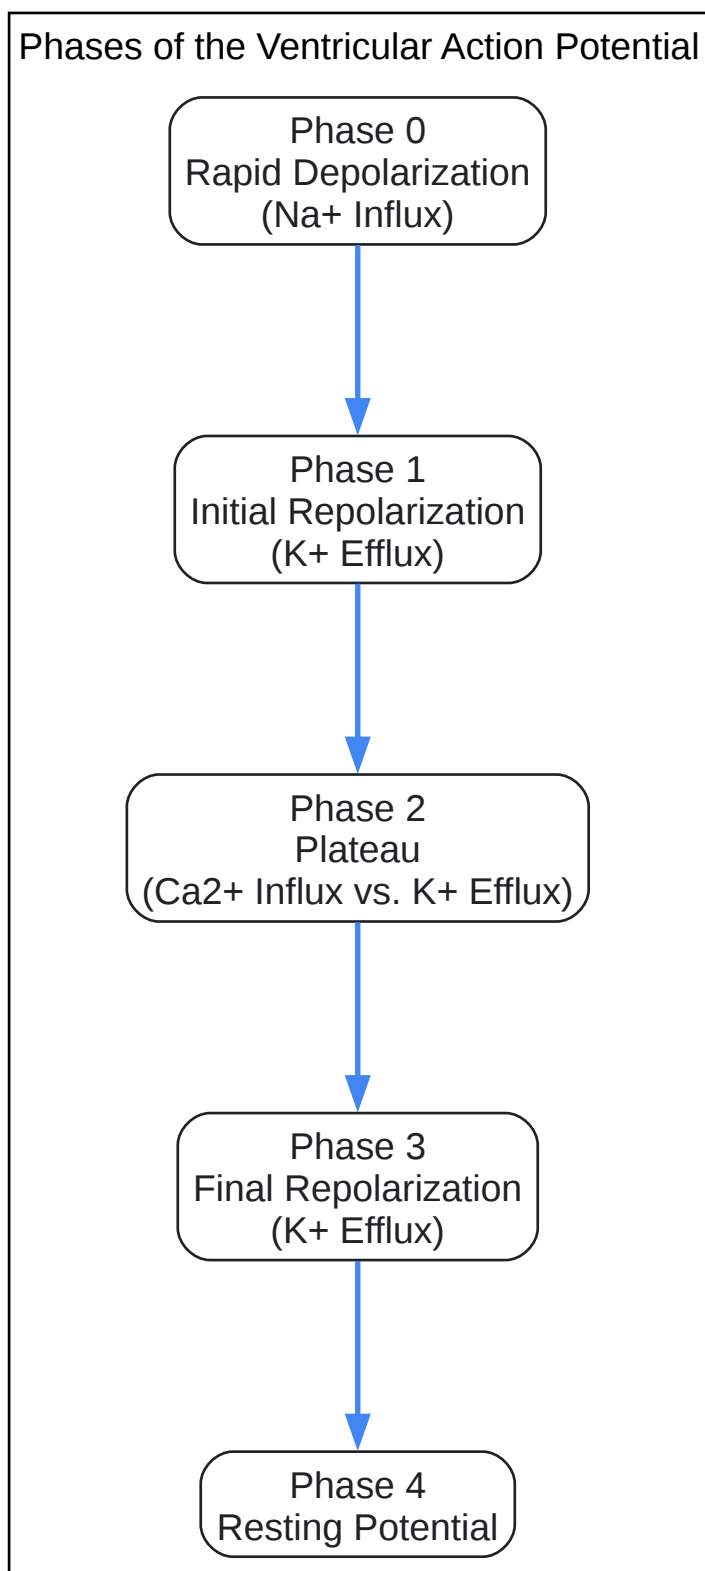 Phases of the Ventricular Action Potential
Phase 0
Rapid Depolarization
(Na+ Influx)
Phase 1
Initial Repolarization
(K+ Efflux)
Phase 2
Plateau
(Ca2+ Influx vs. K+ Efflux)
Phase 3
Final Repolarization
(K+ Efflux)
Phase 4
Resting Potential